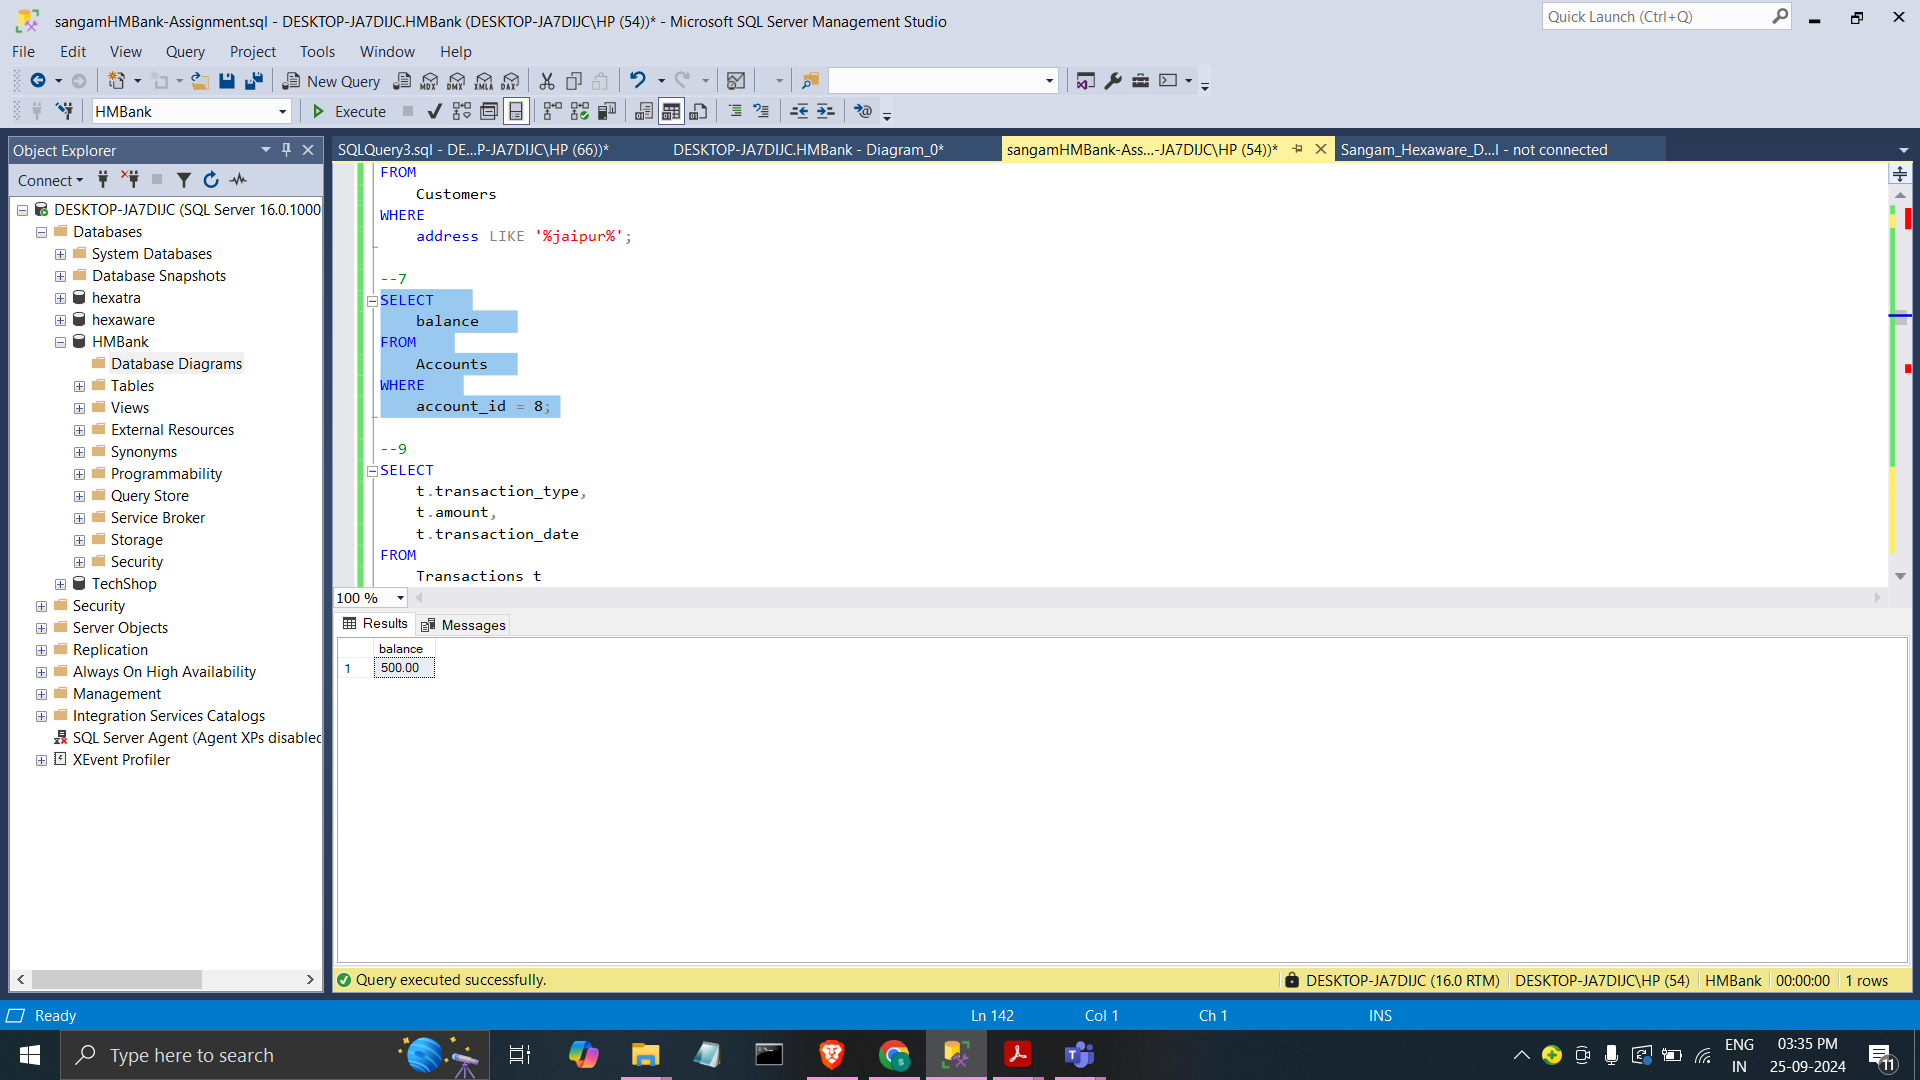 sangamHMBank-Assignment.sql - DESKTOP-JA7DIJC.HMBank (DESKTOP-JA7DIJC\HP (54))* - Microsoft SQL Server Management Studio
Quick Launch (Ctrl+Q)
File Edit View Query Project Tools Window Help
New Query
MDX DMX XMLA DAX
HMBank
Execute
Object Explorer
SQLQuery3.sql - DE...P-JA7DIJC\HP (66))*
DESKTOP-JA7DIJC.HMBank - Diagram_0*
sangamHMBank-Ass...-JA7DIJC\HP (54))*
Sangam_Hexaware_D...l - not connected
Connect
DESKTOP-JA7DIJC (SQL Server 16.0.1000
Databases
System Databases
Database Snapshots
hexatra
hexaware
HMBank
Database Diagrams
Tables
Views
External Resources
Synonyms
Programmability
Query Store
Service Broker
Storage
Security
TechShop
Security
Server Objects
Replication
Always On High Availability
Management
Integration Services Catalogs
SQL Server Agent (Agent XPs disabled
XEvent Profiler
FROM
Customers
WHERE
address LIKE '%jaipur%';
--7
SELECT
balance
FROM
Accounts
WHERE
account_id = 8;
--9
SELECT
t.transaction_type,
t.amount,
t.transaction_date
FROM
Transactions t
100 %
Results
Messages
balance
1 500.00
Query executed successfully.
DESKTOP-JA7DIJC (16.0 RTM)
DESKTOP-JA7DIJC\HP (54)
HMBank
00:00:00
1 rows
Ready
Ln 142
Col 1
Ch 1
INS
Type here to search
ENG
IN
03:35 PM
25-09-2024
11